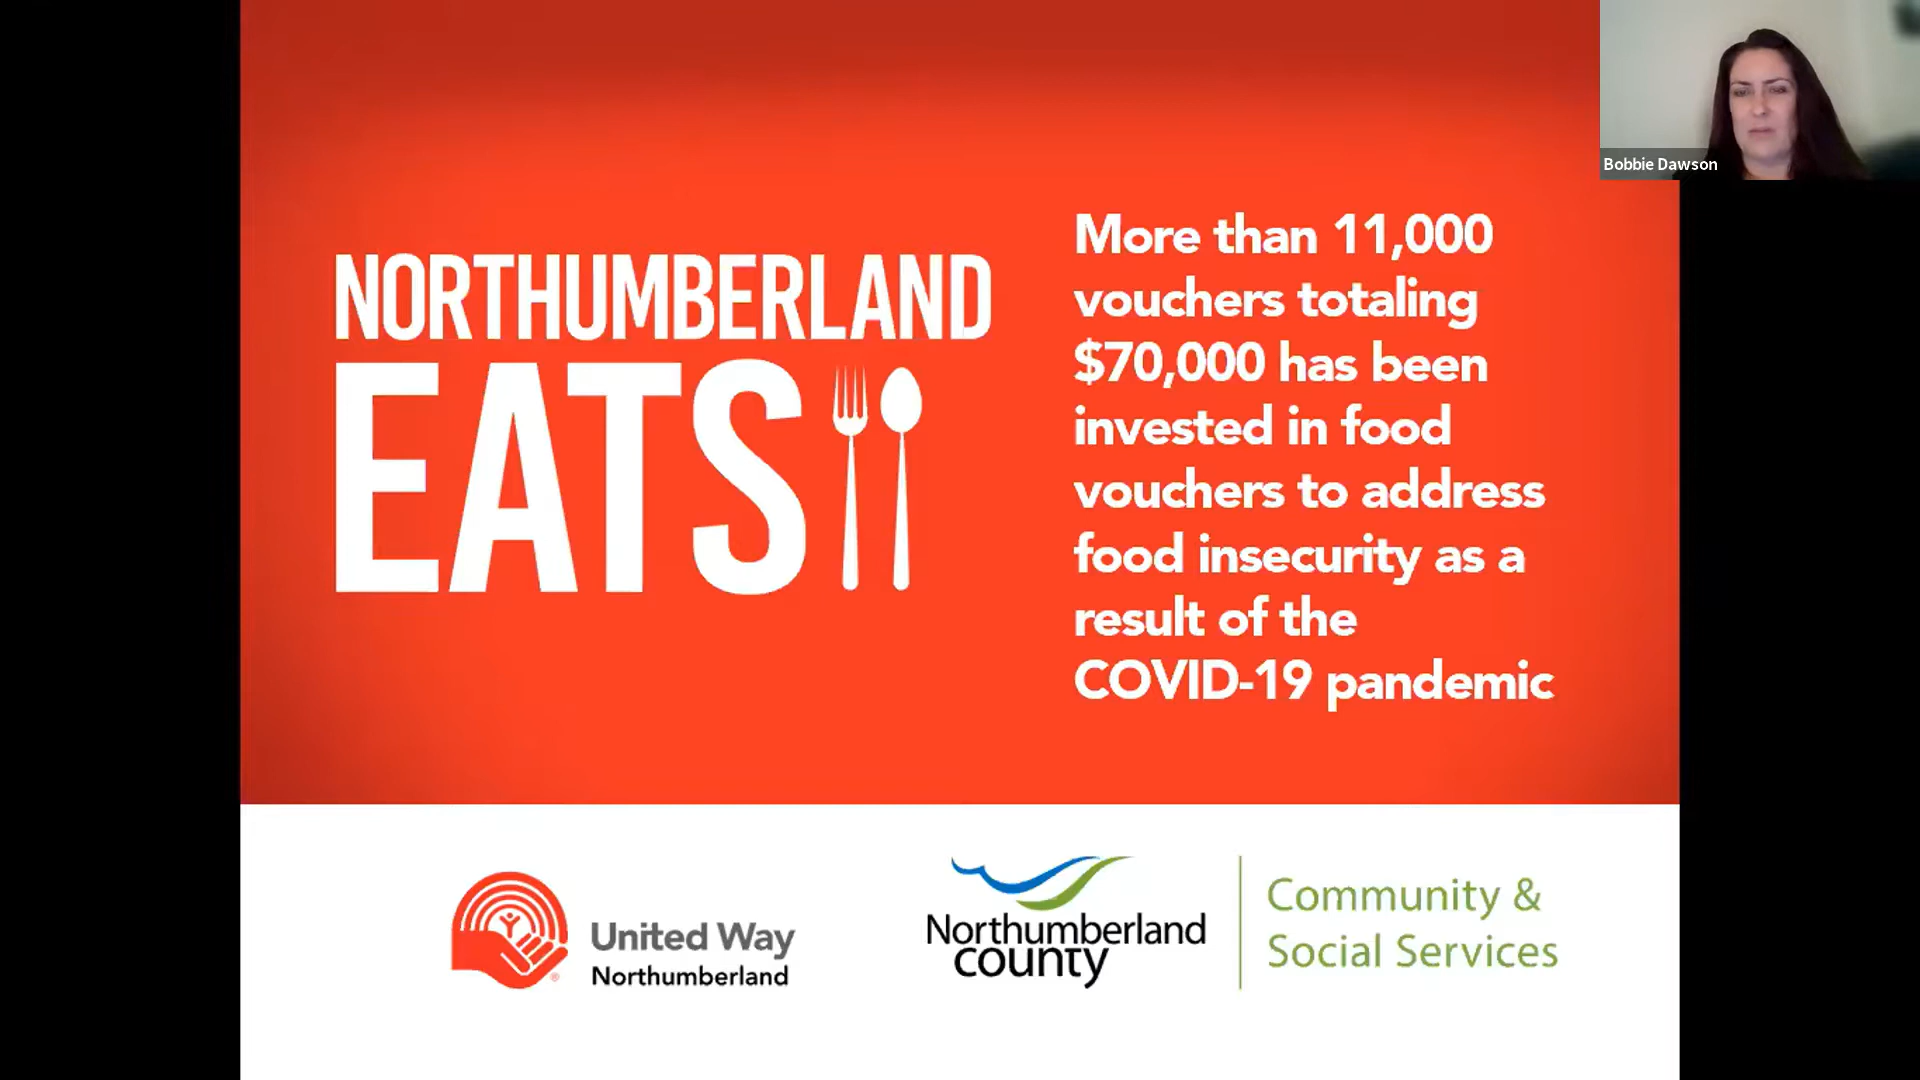 Bobbie Dawson
NORTHUMBERLAND
EATS
More than 11,000
vouchers totaling
$70,000 has been
invested in food
vouchers to address
food insecurity as a
result of the
COVID-19 pandemic
United Way
Northumberland
®
Northumberland
county
Community &
Social Services